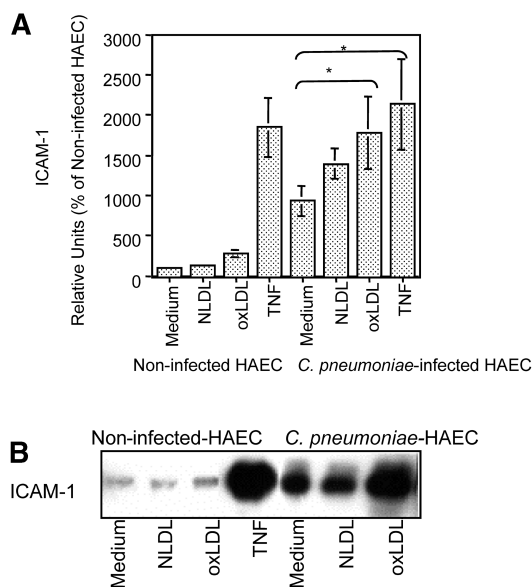 A
ICAM-1
Relative Units (% of Non-infected HAEC)
3000
2500
2000
1500
1000
500
0
*
*
Medium
NLDL
oxLDL
TNF
Medium
NLDL
oxLDL
TNF
Non-infected HAEC C. pneumoniae-infected HAEC
B
Non-infected-HAEC C. pneumoniae-HAEC
ICAM-1
Medium
NLDL
oxLDL
TNF
Medium
NLDL
oxLDL